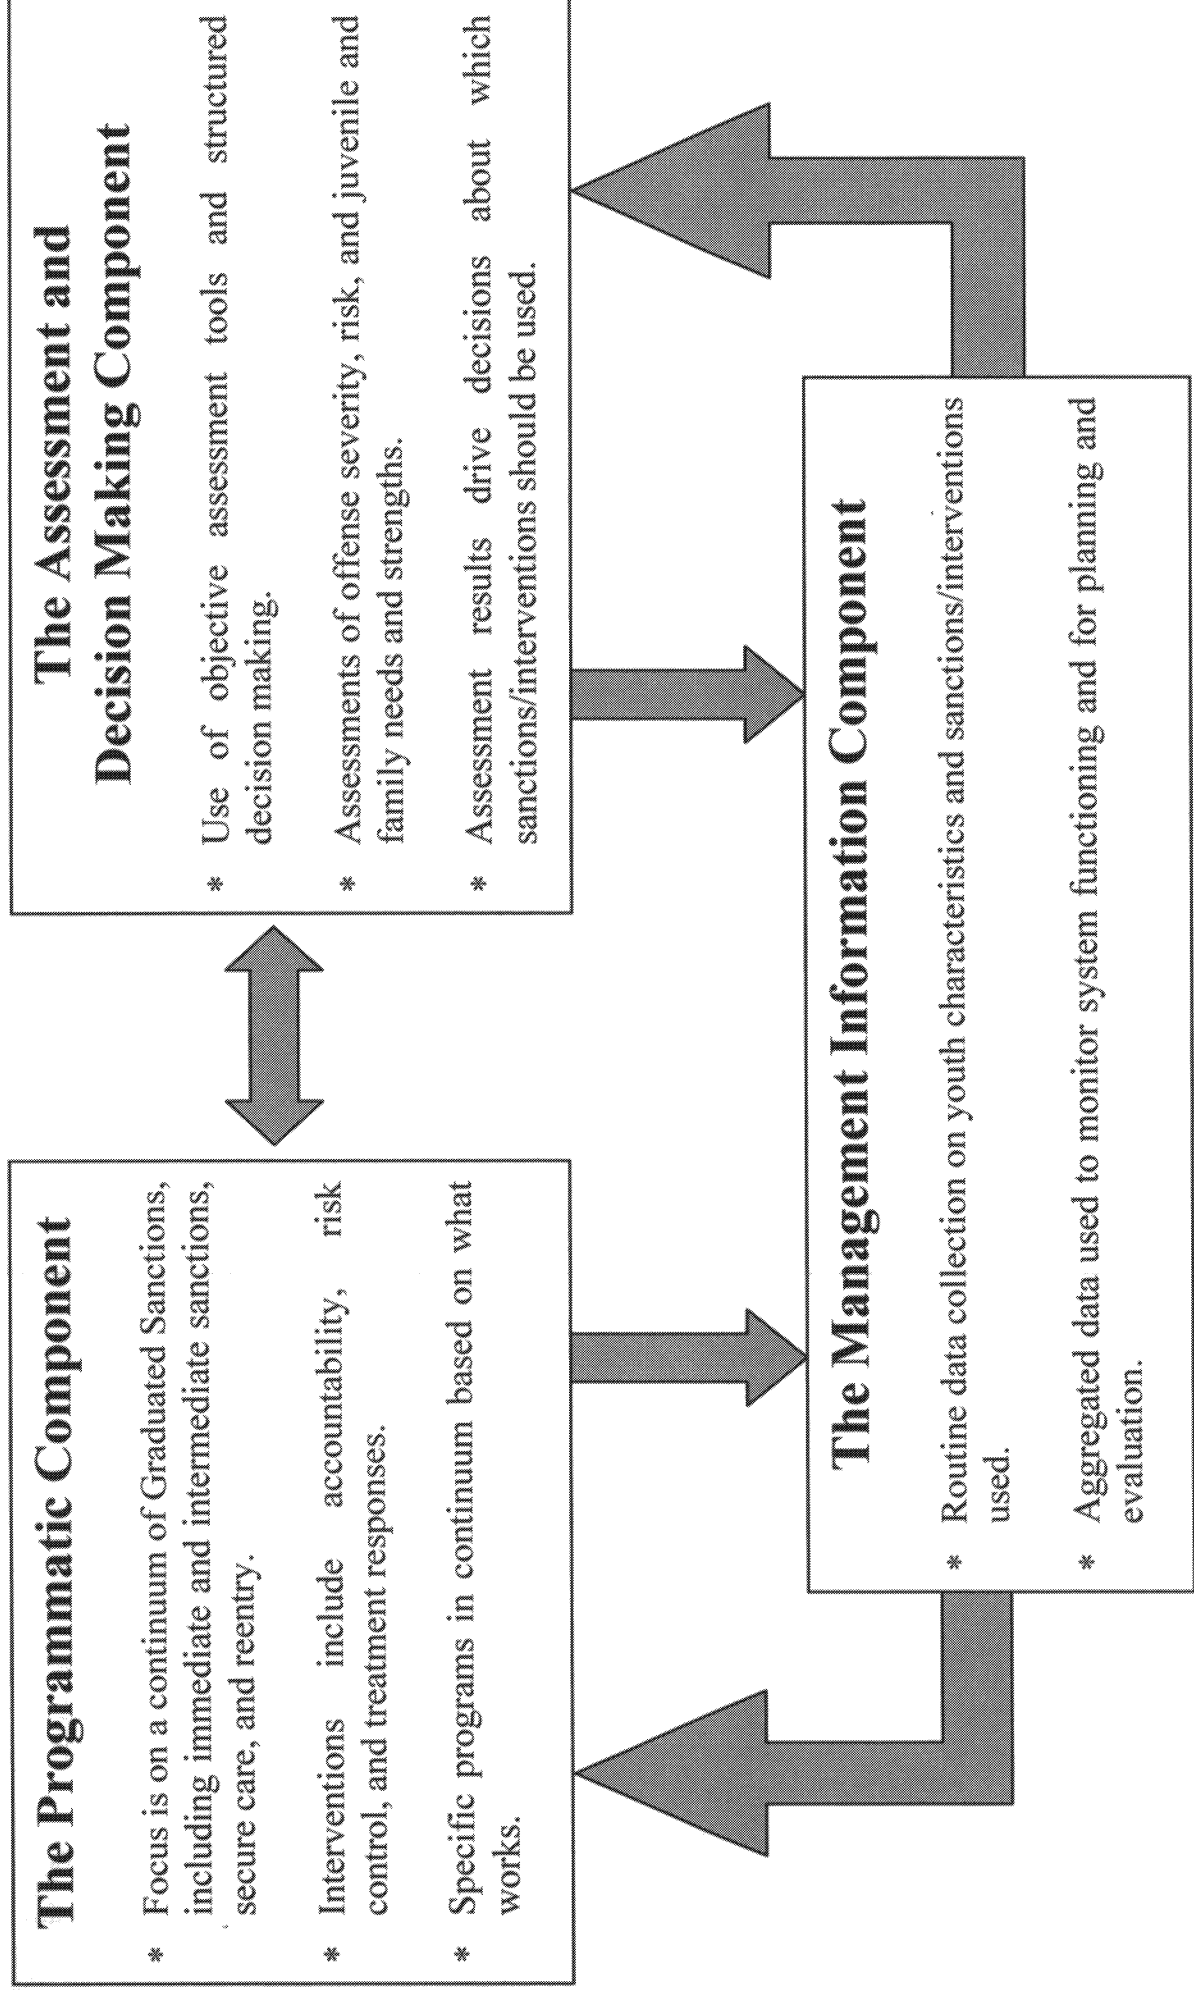 The Programmatic Component
* Focus is on a continuum of Graduated Sanctions,
including immediate and intermediate sanctions,
secure care, and reentry.
* Interventions include accountability, risk
control, and treatment responses.
* Specific programs in continuum based on what
works.
The Assessment and
Decision Making Component
* Use of objective assessment tools and structured
decision making.
* Assessments of offense severity, risk, and juvenile and
family needs and strengths.
* Assessment results drive decisions about which
sanctions/interventions should be used.
The Management Information Component
* Routine data collection on youth characteristics and sanctions/interventions
used.
* Aggregated data used to monitor system functioning and for planning and
evaluation.